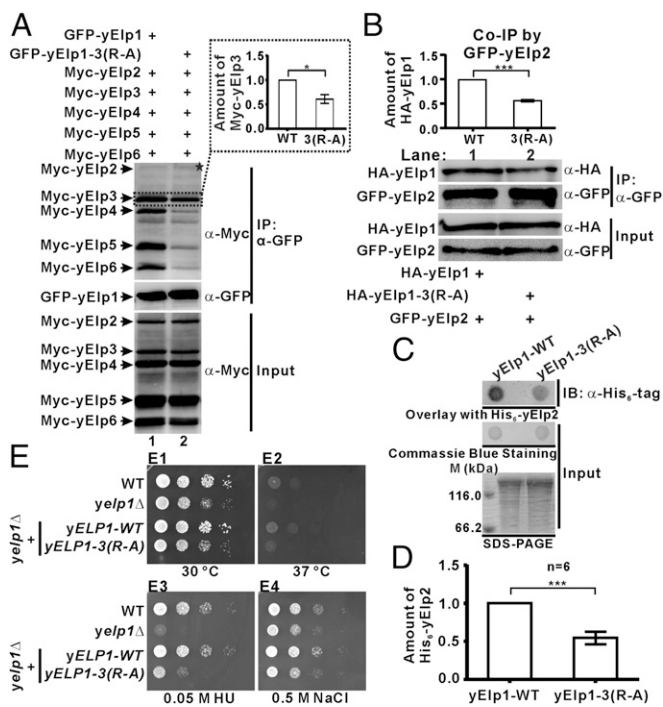 A
GFP-yElp1 +
GFP-yElp1-3(R-A) +
Myc-yElp2 + +
Myc-yElp3 + +
Myc-yElp4 + +
Myc-yElp5 + +
Myc-yElp6 + +
Amount of
Myc-yElp3
1.5
1.0
0.5
0.0
*
WT 3(R-A)
Myc-yElp2
Myc-yElp3
Myc-yElp4
Myc-yElp5
Myc-yElp6
α-Myc
IP:
α-GFP
GFP-yElp1
α-GFP
Myc-yElp2
Myc-yElp3
Myc-yElp4
Myc-yElp5
Myc-yElp6
α-Myc
Input
1 2
B
Co-IP by
GFP-yElp2
Amount of
HA-yElp1
1.5
1.0
0.5
0.0
***
WT 3(R-A)
Lane: 1 2
HA-yElp1 α-HA
GFP-yElp2 α-GFP
IP:
α-GFP
HA-yElp1 α-HA
GFP-yElp2 α-GFP
Input
HA-yElp1 +
HA-yElp1-3(R-A) +
GFP-yElp2 + +
C
yElp1-WT
yElp1-3(R-A)
IB: α-His6-tag
Overlay with His6-yElp2
Commassie Blue Staining
M (kDa)
116.0
66.2
SDS-PAGE
Input
D
Amount of
His6-yElp2
1.5
1.0
0.5
0.0
n=6
***
yElp1-WT yElp1-3(R-A)
E
E1 E2
WT
yelp1Δ
yELP1-WT
yELP1-3(R-A)
yelp1Δ
+
30 °C 37 °C
E3 E4
WT
yelp1Δ
yELP1-WT
yELP1-3(R-A)
yelp1Δ
+
0.05 M HU 0.5 M NaCl